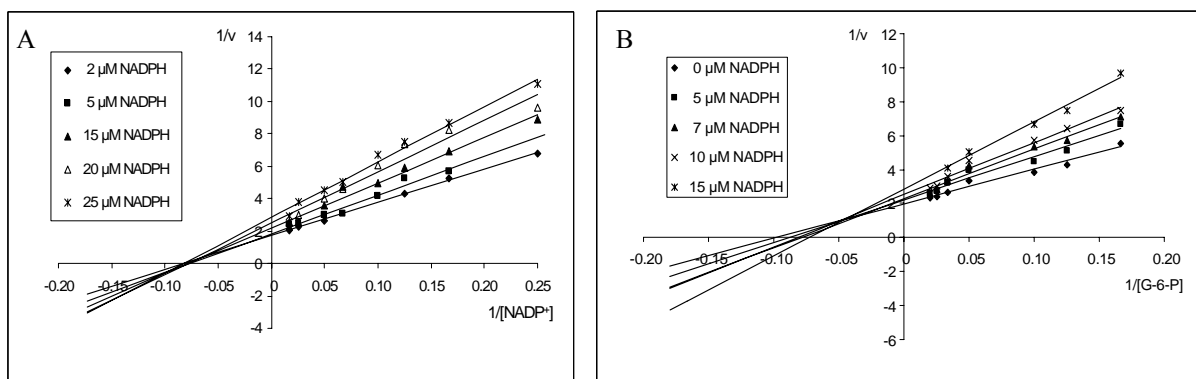 A
1/v
2 µM NADPH
5 µM NADPH
15 µM NADPH
20 µM NADPH
25 µM NADPH
14
12
10
8
6
4
2
0
-2
-4
-0.20 -0.15 -0.10 -0.05 0.00 0.05 0.10 0.15 0.20 0.25
1/[NADP⁺]
B
1/v
0 µM NADPH
5 µM NADPH
7 µM NADPH
10 µM NADPH
15 µM NADPH
12
10
8
6
4
2
0
-2
-4
-6
-0.20 -0.15 -0.10 -0.05 0.00 0.05 0.10 0.15 0.20
1/[G-6-P]